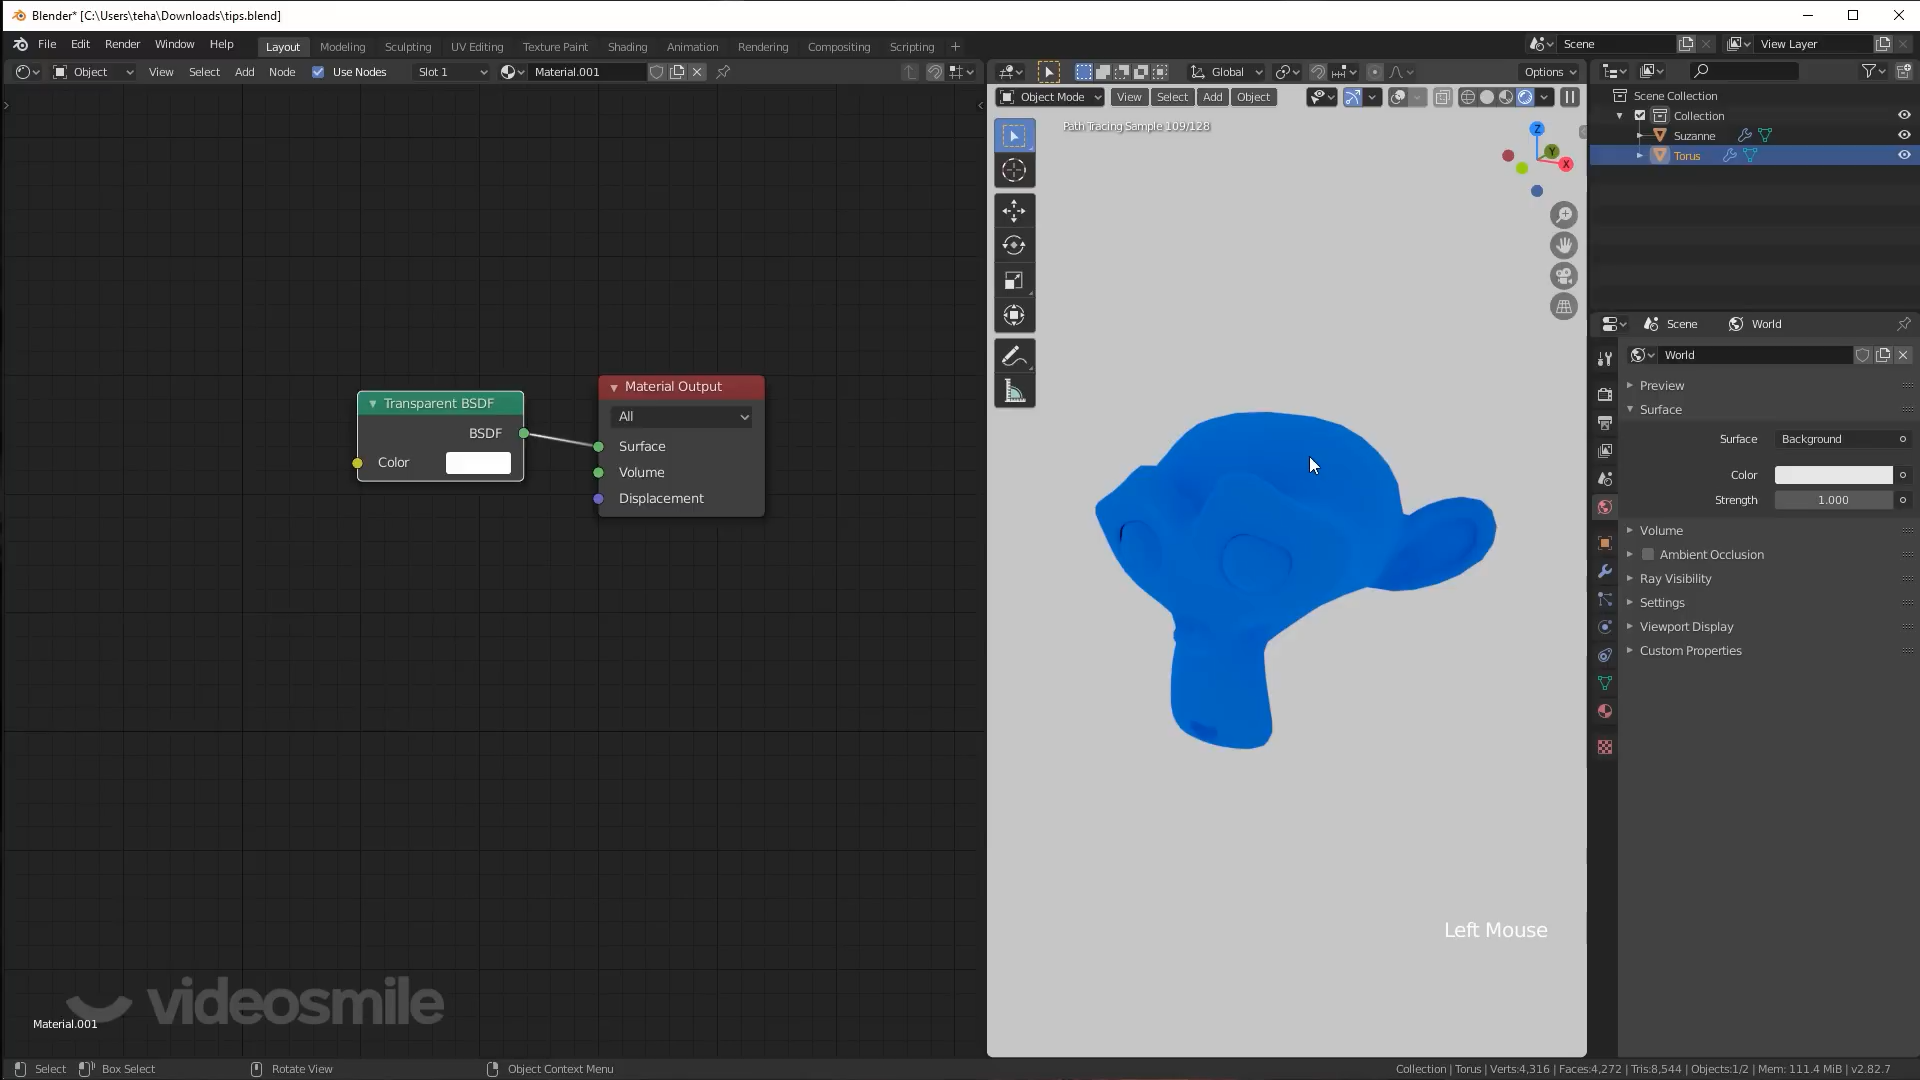 Blender* [C:\Users\teha\Downloads\tips.blend]
File Edit Render Window Help Layout Modeling Sculpting UV Editing Texture Paint Shading Animation Rendering Compositing Scripting + Scene View Layer
Object View Select Add Node Use Nodes Slot 1 Material.001 Global Options
Object Mode View Select Add Object
Path Tracing Sample 109/128
Z
Y
X
Scene Collection
Collection
Suzanne
Torus
Scene World
World
Preview
Surface
Surface Background
Color
Strength 1.000
Volume
Ambient Occlusion
Ray Visibility
Settings
Viewport Display
Custom Properties
Transparent BSDF
BSDF
Color
Material Output
All
Surface
Volume
Displacement
Left Mouse
videosmile
Material.001
Select Box Select Rotate View Object Context Menu Collection | Torus | Verts:4,316 | Faces:4,272 | Tris:8,544 | Objects:1/2 | Mem: 111.4 MiB | v2.82.7